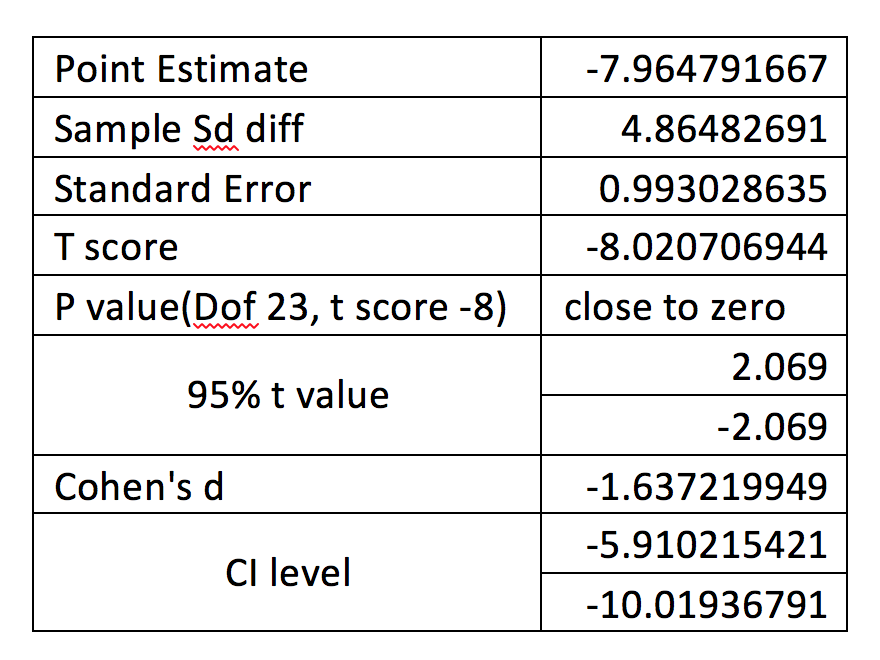 Point Estimate -7.964791667
Sample Sd diff 4.86482691
Standard Error 0.993028635
T score -8.020706944
P value(Dof 23, t score -8) close to zero
95% t value 2.069
-2.069
Cohen's d -1.637219949
CI level -5.910215421
-10.01936791